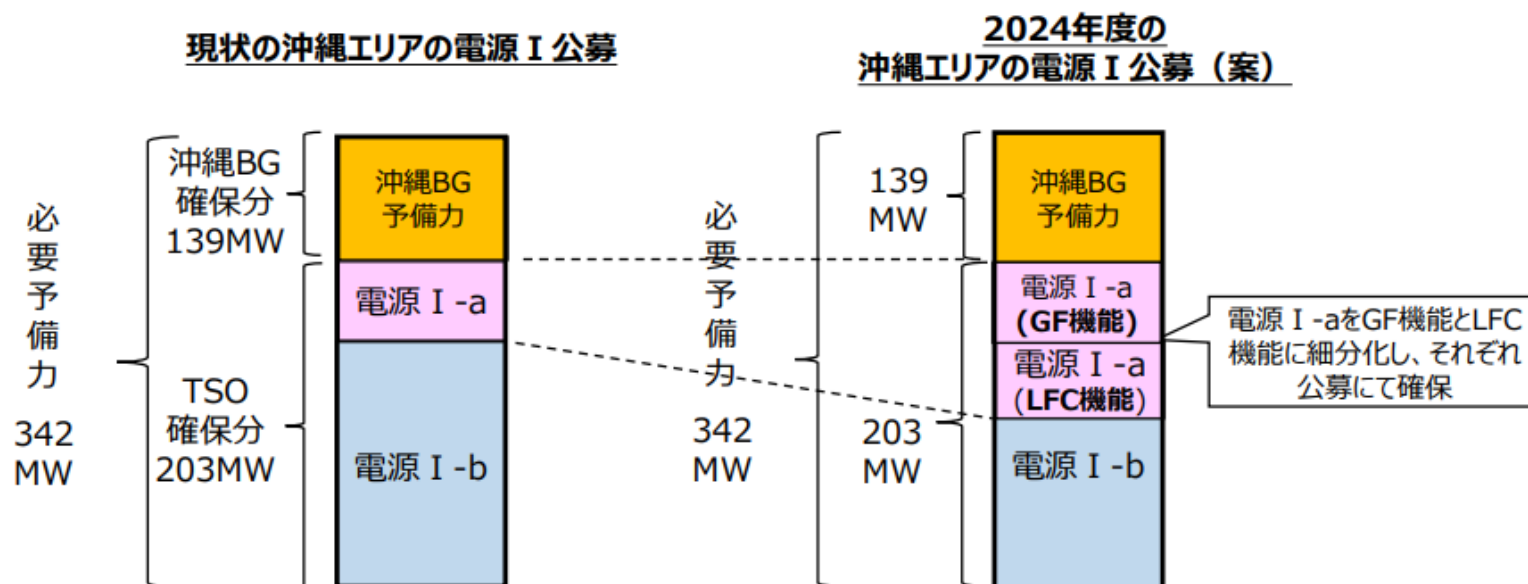 現状の沖縄エリアの電源Ⅰ公募
必要予備力
342
MW
沖縄BG
確保分
139MW
TSO
確保分
203MW
沖縄BG
予備力
電源Ⅰ-a
電源Ⅰ-b
2024年度の
沖縄エリアの電源Ⅰ公募（案）
必要予備力
342
MW
139
MW
203
MW
沖縄BG
予備力
電源Ⅰ-a
(GF機能)
電源Ⅰ-a
(LFC機能)
電源Ⅰ-b
電源Ⅰ-aをGF機能とLFC
機能に細分化し、それぞれ
公募にて確保